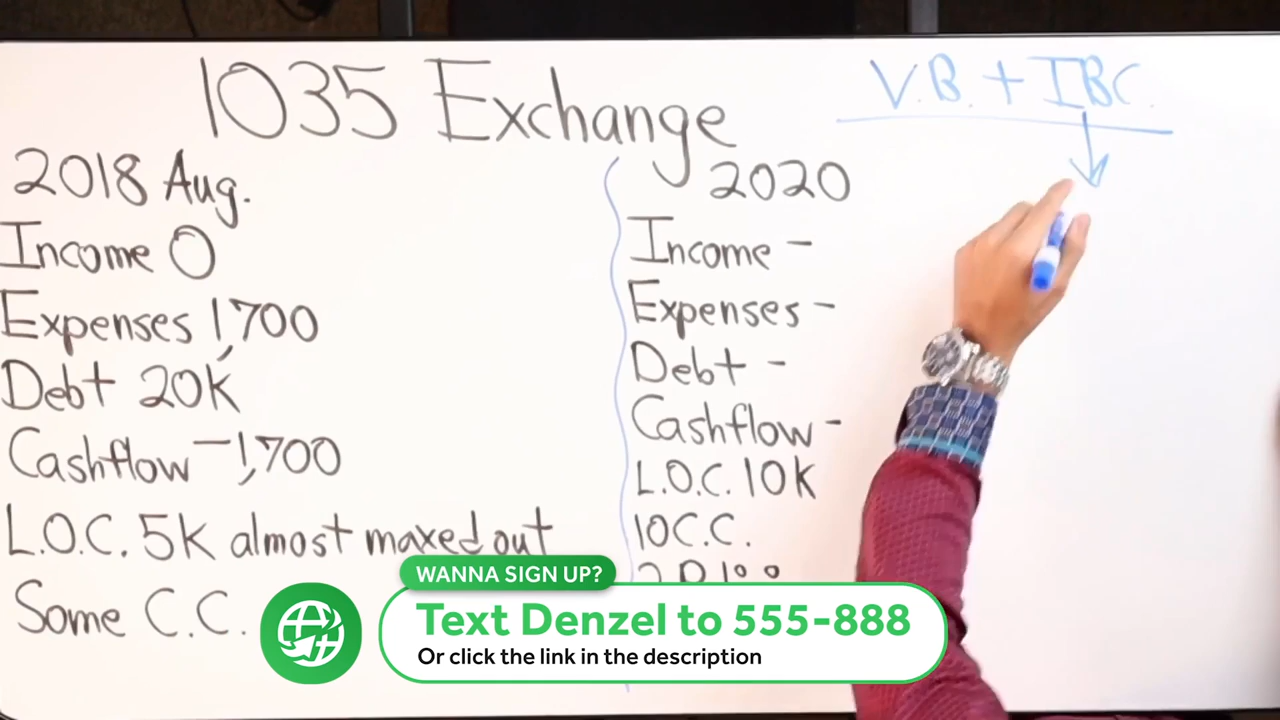 1035 Exchange
2018 Aug.
Income 0
Expenses 1,700
Debt 20K
Cashflow -1,700
L.O.C. 5K almost maxed out
Some C.C.
2020
Income -
Expenses -
Debt -
Cashflow -
L.O.C. 10K
10 C.C.
V.B. + IBC.
WANNA SIGN UP?
Text Denzel to 555-888
Or click the link in the description